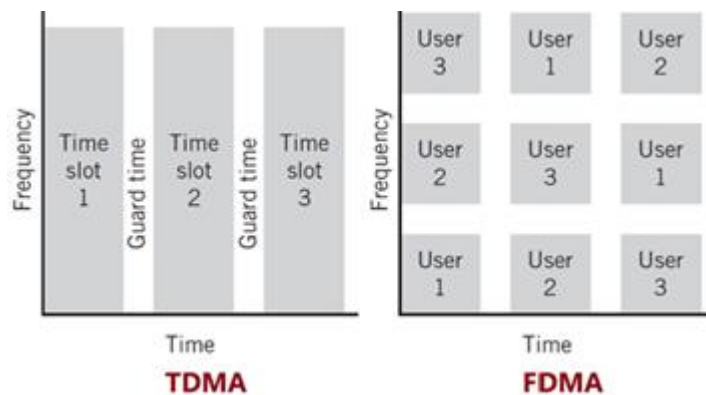 Frequency
Time
slot
1
Guard time
Time
slot
2
Guard time
Time
slot
3
Time
TDMA
Frequency
User
3
User
1
User
2
User
2
User
3
User
1
User
1
User
2
User
3
Time
FDMA